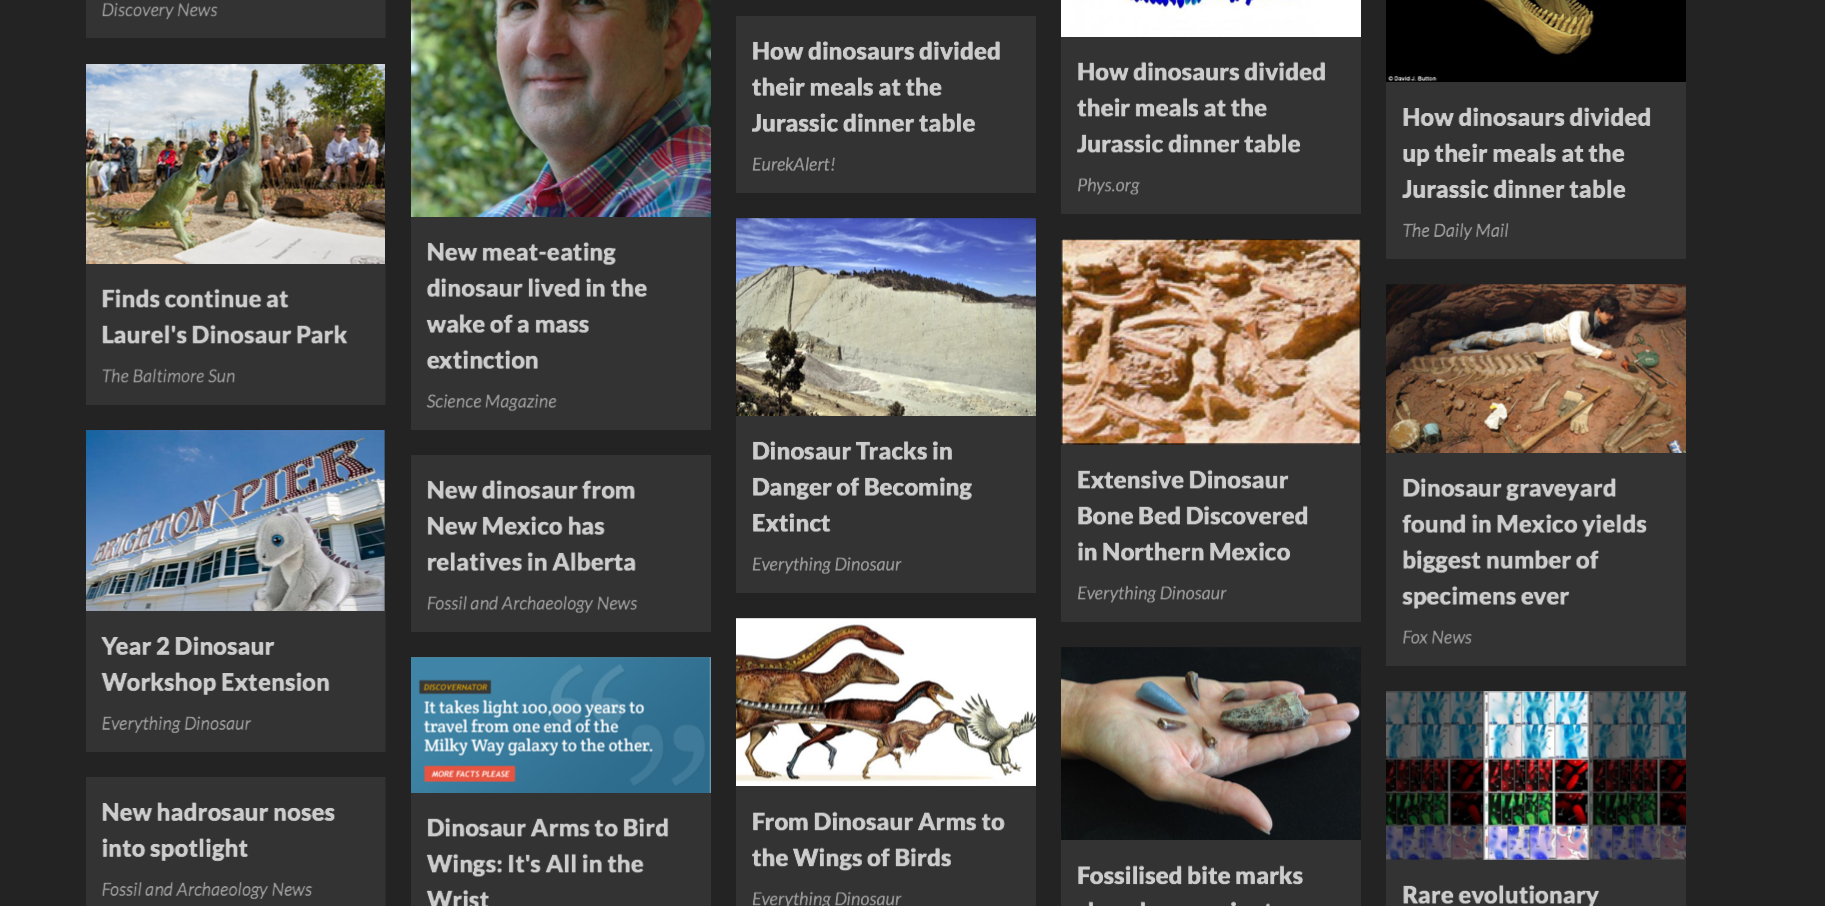 Discovery News
Finds continue at
Laurel's Dinosaur Park
The Baltimore Sun
BRIGHTON PIER
Year 2 Dinosaur
Workshop Extension
Everything Dinosaur
New hadrosaur noses
into spotlight
Fossil and Archaeology News
New meat-eating
dinosaur lived in the
wake of a mass
extinction
Science Magazine
New dinosaur from
New Mexico has
relatives in Alberta
Fossil and Archaeology News
DISCOVERNATOR
It takes light 100,000 years to
travel from one end of the
Milky Way galaxy to the other.
MORE FACTS PLEASE
Dinosaur Arms to Bird
Wings: It's All in the
Wrist
How dinosaurs divided
their meals at the
Jurassic dinner table
EurekAlert!
Dinosaur Tracks in
Danger of Becoming
Extinct
Everything Dinosaur
From Dinosaur Arms to
the Wings of Birds
Everything Dinosaur
How dinosaurs divided
their meals at the
Jurassic dinner table
Phys.org
Extensive Dinosaur
Bone Bed Discovered
in Northern Mexico
Everything Dinosaur
Fossilised bite marks
© David J. Button
How dinosaurs divided
up their meals at the
Jurassic dinner table
The Daily Mail
Dinosaur graveyard
found in Mexico yields
biggest number of
specimens ever
Fox News
Rare evolutionary